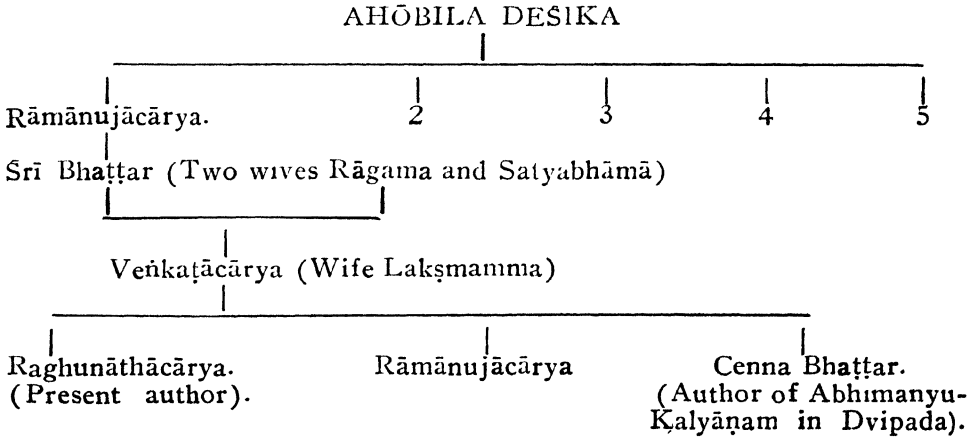 AHŌBILA DEŚIKA
Rāmānujācārya. 2 3 4 5
Śrī Bhaṭṭar (Two wives Rāgama and Satyabhāmā)
Veṅkaṭācārya (Wife Lakṣmamma)
Raghunāthācārya. Rāmānujācārya Cenna Bhaṭṭar.
(Present author). (Author of Abhimanyu-
Ḳalyāṇam in Dvipada).